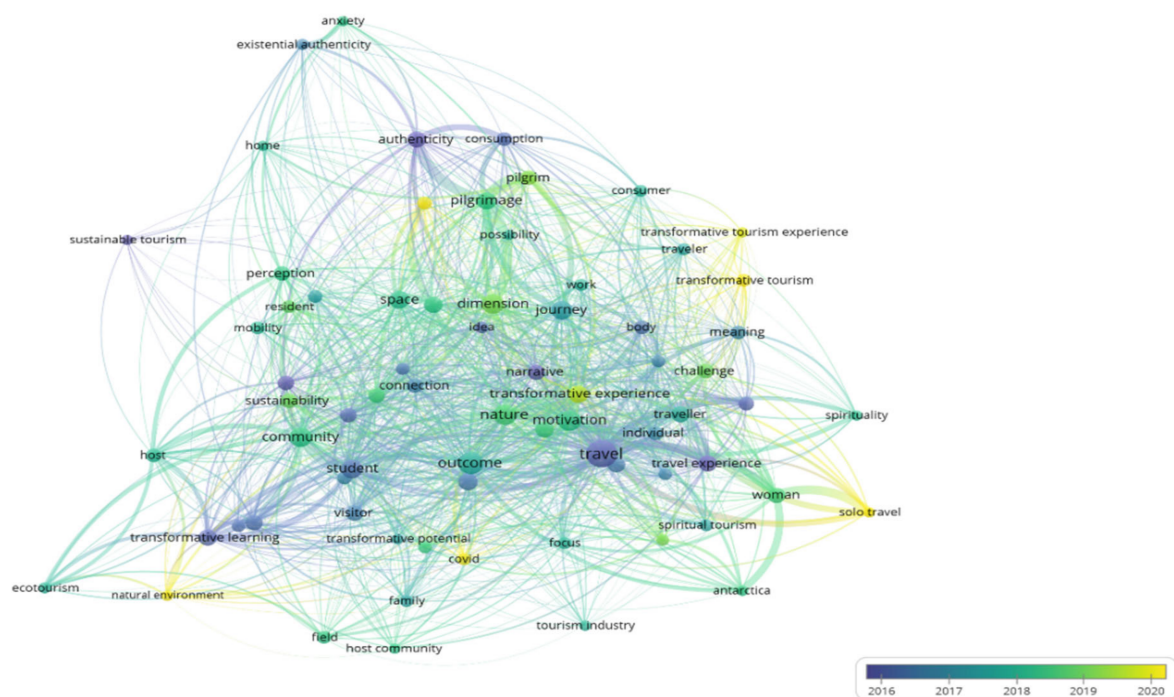 anxiety
existential authenticity
authenticity
consumption
home
pilgrim
consumer
pilgrimage
transformative tourism experience
possibility
sustainable tourism
traveler
perception
transformative tourism
work
space
dimension
resident
journey
mobility
idea
body
meaning
narrative
challenge
connection
transformative experience
sustainability
nature
motivation
traveller
spirituality
community
individual
host
travel
outcome
travel experience
student
woman
visitor
solo travel
spiritual tourism
transformative learning
transformative potential
focus
covid
ecotourism
natural environment
antarctica
family
tourism industry
field
host community
2016 2017 2018 2019 2020